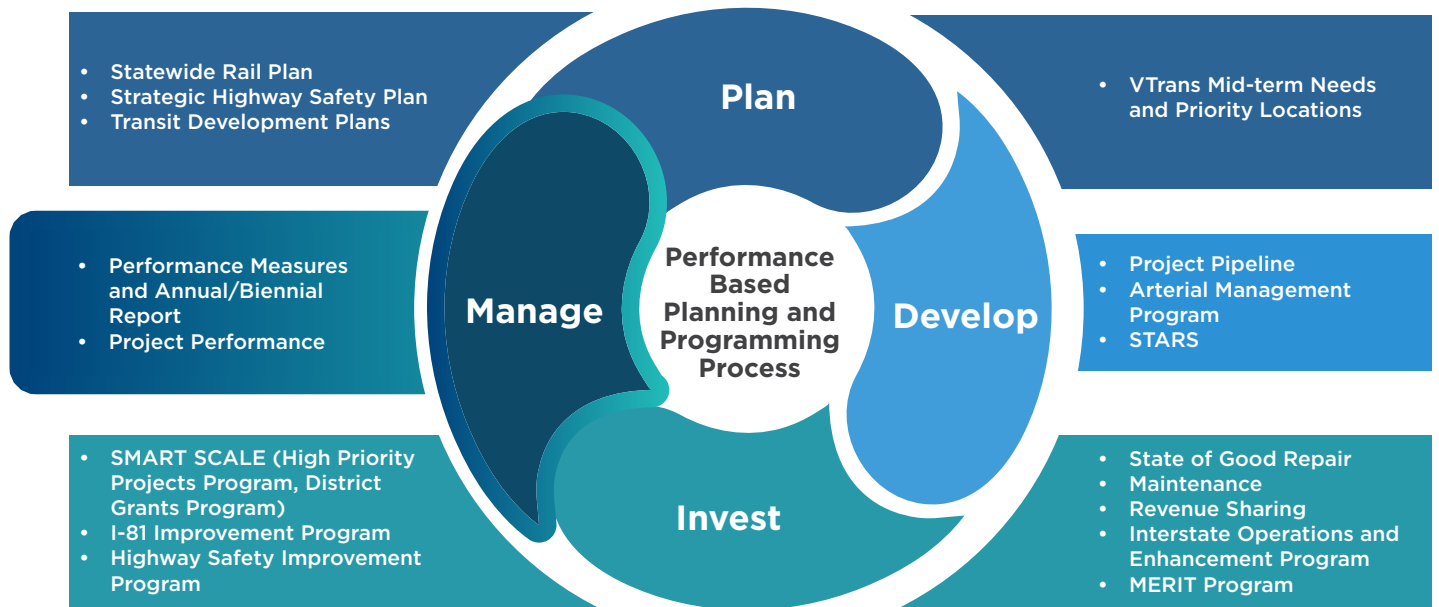 • Statewide Rail Plan
• Strategic Highway Safety Plan
• Transit Development Plans
Plan
• VTrans Mid-term Needs
and Priority Locations
• Performance Measures
and Annual/Biennial
Report
• Project Performance
Manage
Performance
Based
Planning and
Programming
Process
Develop
• Project Pipeline
• Arterial Management
Program
• STARS
• SMART SCALE (High Priority
Projects Program, District
Grants Program)
• I-81 Improvement Program
• Highway Safety Improvement
Program
Invest
• State of Good Repair
• Maintenance
• Revenue Sharing
• Interstate Operations and
Enhancement Program
• MERIT Program